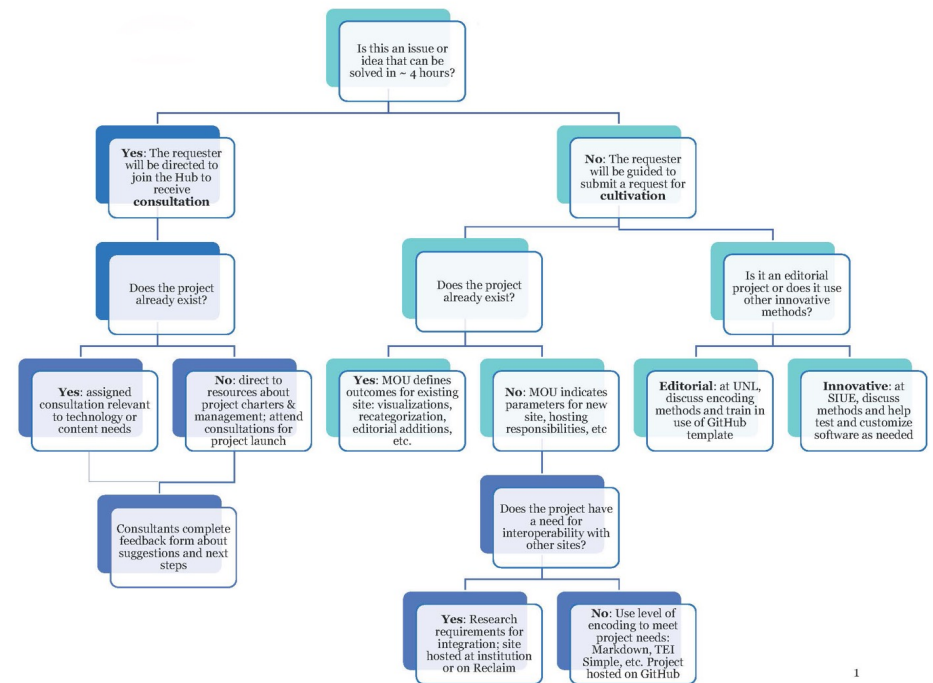 Is this an issue or
idea that can be
solved in ~ 4 hours?
Yes: The requester
will be directed to
join the Hub to
receive
consultation
No: The requester
will be guided to
submit a request for
cultivation
Does the project
already exist?
Does the project
already exist?
Is it an editorial
project or does it use
other innovative
methods?
Yes: assigned
consultation relevant
to technology or
content needs
No: direct to
resources about
project charters &
management; attend
consultations for
project launch
Yes: MOU defines
outcomes for existing
site: visualizations,
recategorization,
editorial additions,
etc.
No: MOU indicates
parameters for new
site, hosting
responsibilities, etc
Editorial: at UNL,
discuss encoding
methods and train in
use of GitHub
template
Innovative: at
SIUE, discuss
methods and help
test and customize
software as needed
Consultants complete
feedback form about
suggestions and next
steps
Does the project have
a need for
interoperability with
other sites?
Yes: Research
requirements for
integration; site
hosted at institution
or on Reclaim
No: Use level of
encoding to meet
project needs:
Markdown, TEI
Simple, etc. Project
hosted on GitHub
1